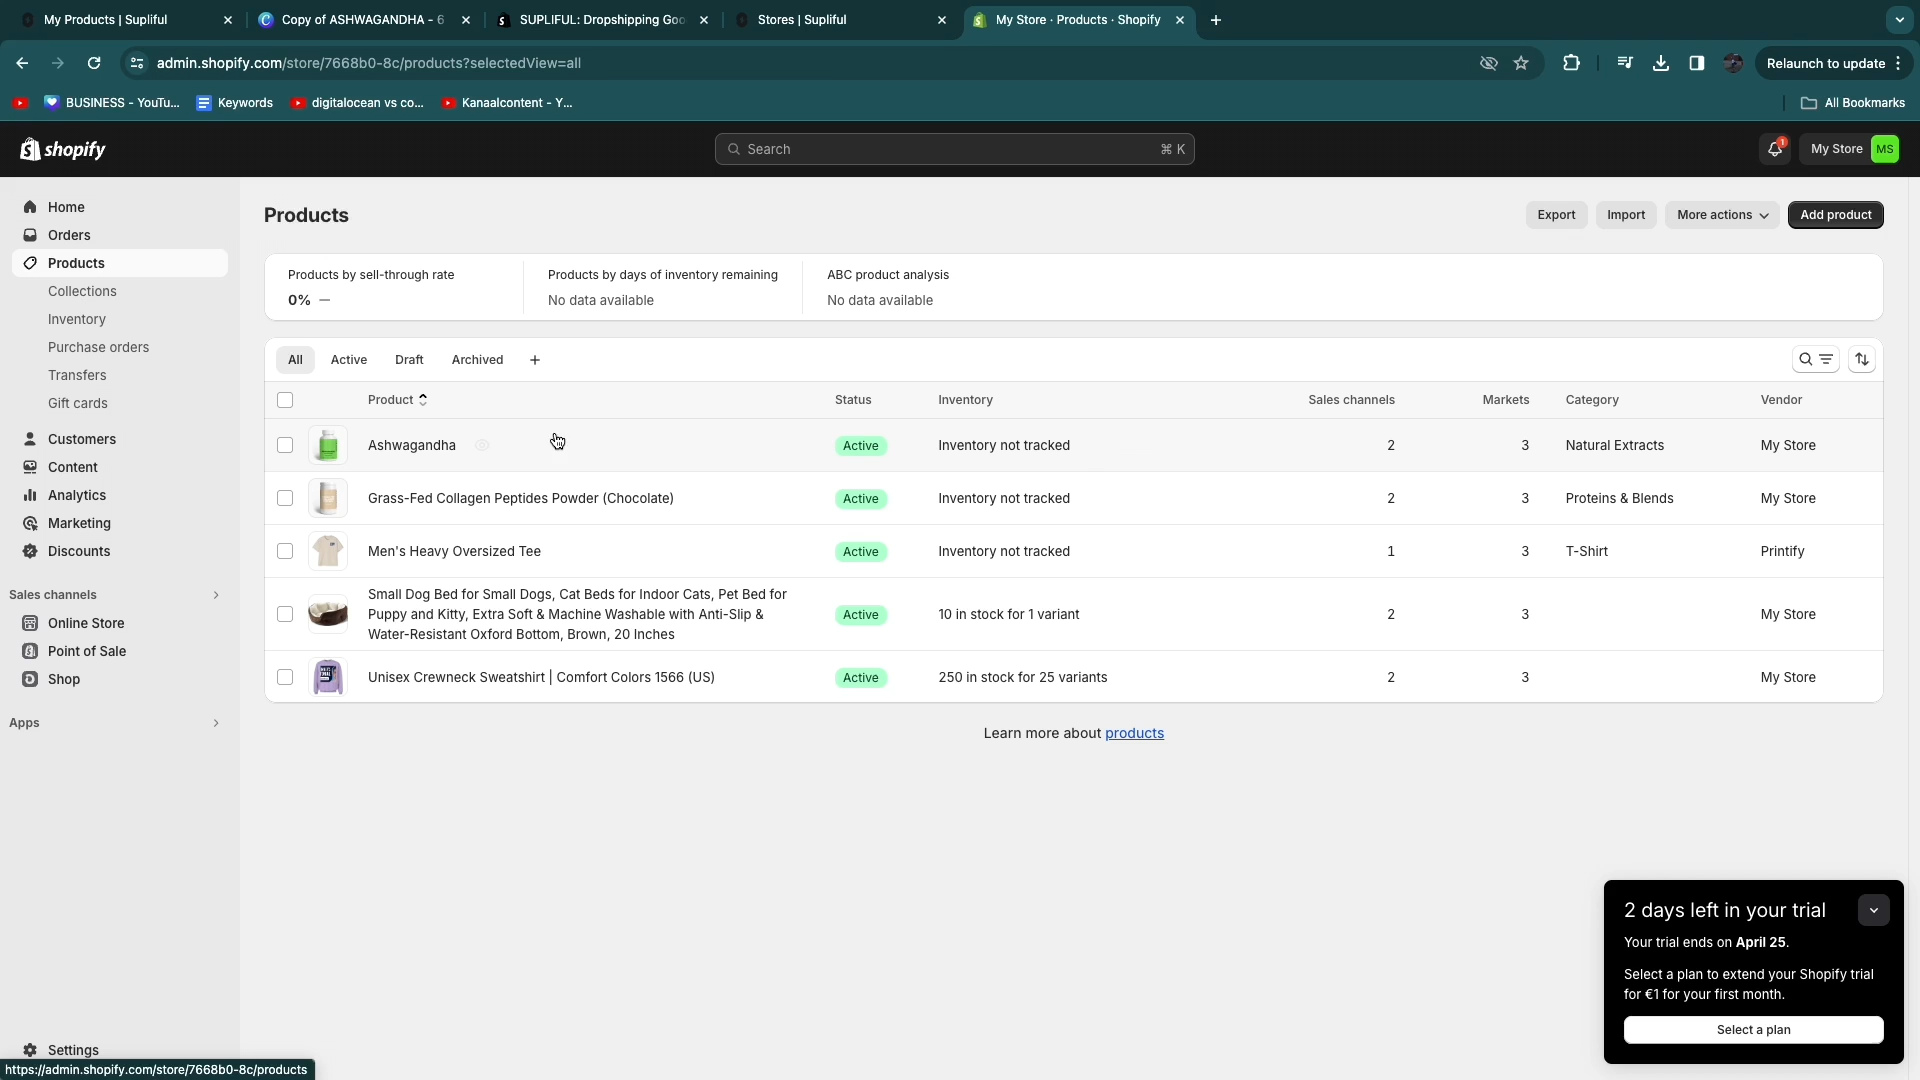 My Products | Supliful
Copy of ASHWAGANDHA - 6
SUPLIFUL: Dropshipping Goo
Stores | Supliful
My Store · Products · Shopify
admin.shopify.com/store/7668b0-8c/products?selectedView=all
Relaunch to update
BUSINESS - YouTu...
Keywords
digitalocean vs co...
Kanaalcontent - Y...
All Bookmarks
shopify
Search
⌘ K
1
My Store
MS
Home
Orders
Products
Collections
Inventory
Purchase orders
Transfers
Gift cards
Customers
Content
Analytics
Marketing
Discounts
Sales channels
Online Store
Point of Sale
Shop
Apps
Settings
Products
Export
Import
More actions
Add product
Products by sell-through rate
0% —
Products by days of inventory remaining
No data available
ABC product analysis
No data available
All
Active
Draft
Archived
+
Product
Status
Inventory
Sales channels
Markets
Category
Vendor
Ashwagandha
Active
Inventory not tracked
2
3
Natural Extracts
My Store
Grass-Fed Collagen Peptides Powder (Chocolate)
Active
Inventory not tracked
2
3
Proteins & Blends
My Store
Men's Heavy Oversized Tee
Active
Inventory not tracked
1
3
T-Shirt
Printify
Small Dog Bed for Small Dogs, Cat Beds for Indoor Cats, Pet Bed for
Puppy and Kitty, Extra Soft & Machine Washable with Anti-Slip &
Water-Resistant Oxford Bottom, Brown, 20 Inches
Active
10 in stock for 1 variant
2
3
My Store
Unisex Crewneck Sweatshirt | Comfort Colors 1566 (US)
Active
250 in stock for 25 variants
2
3
My Store
Learn more about products
2 days left in your trial
Your trial ends on April 25.
Select a plan to extend your Shopify trial
for €1 for your first month.
Select a plan
https://admin.shopify.com/store/7668b0-8c/products